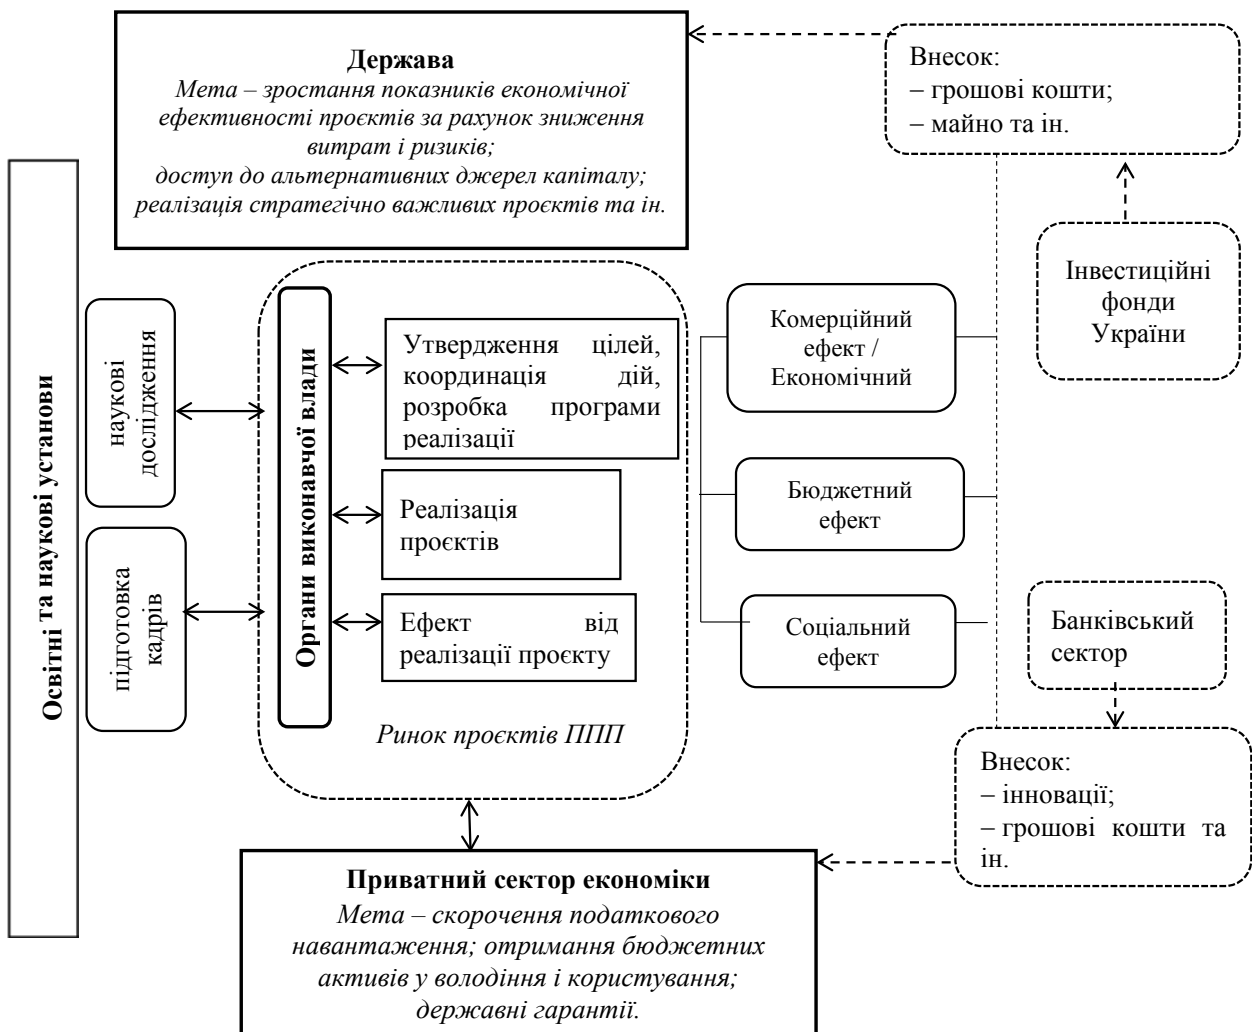 Держава
Мета – зростання показників економічної
ефективності проєктів за рахунок зниження
витрат і ризиків;
доступ до альтернативних джерел капіталу;
реалізація стратегічно важливих проєктів та ін.
Внесок:
– грошові кошти;
– майно та ін.
Інвестиційні
фонди
України
Освітні та наукові установи
наукові
дослідження
підготовка
кадрів
Органи виконавчої влади
Утвердження цілей,
координація дій,
розробка програми
реалізації
Реалізація
проєктів
Ефект від
реалізації проєкту
Ринок проєктів ППП
Комерційний
ефект /
Економічний
Бюджетний
ефект
Соціальний
ефект
Банківський
сектор
Внесок:
– інновації;
– грошові кошти та
ін.
Приватний сектор економіки
Мета – скорочення податкового
навантаження; отримання бюджетних
активів у володіння і користування;
державні гарантії.